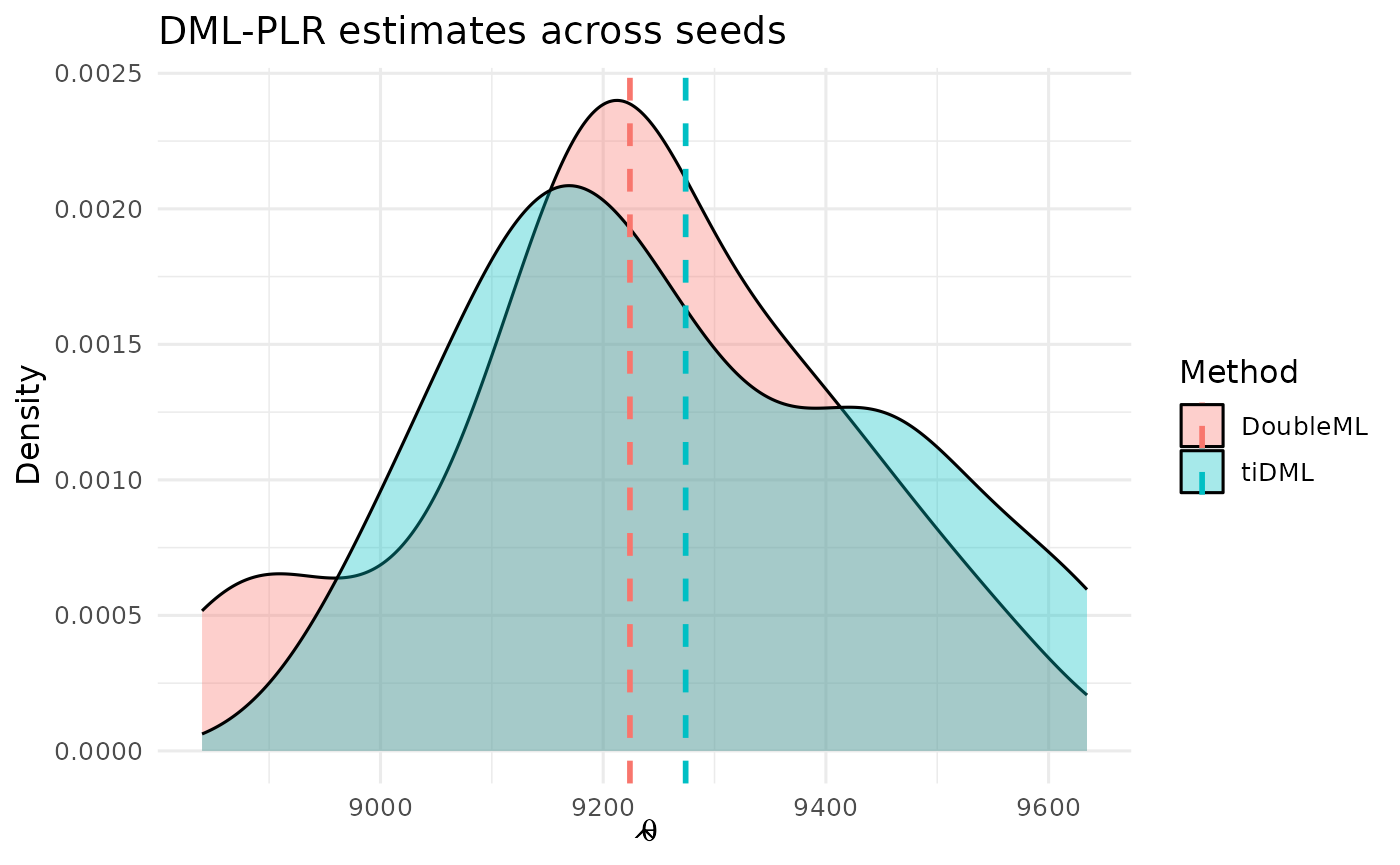 DML-PLR estimates across seeds
0.0025
0.0020
0.0015
0.0010
0.0005
0.0000
Density
9000 9200 9400 9600
θ̂
Method
DoubleML
tiDML